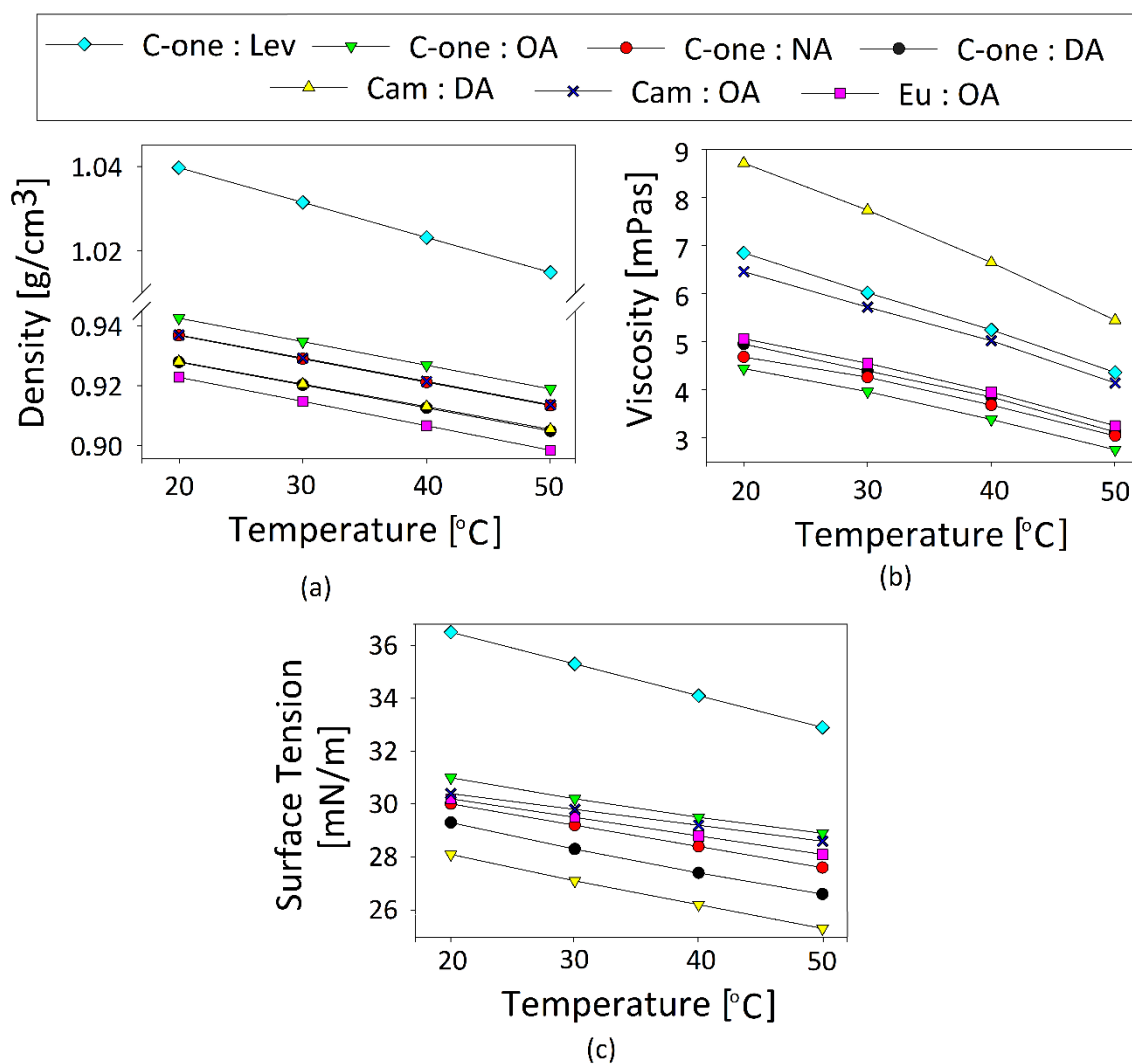 C-one : Lev C-one : OA C-one : NA C-one : DA
Cam : DA Cam : OA Eu : OA
Density [g/cm³]
1.04
1.02
0.94
0.92
0.90
20 30 40 50
Temperature [°C]
(a)
Viscosity [mPas]
9
8
7
6
5
4
3
20 30 40 50
Temperature [°C]
(b)
Surface Tension
[mN/m]
36
34
32
30
28
26
20 30 40 50
Temperature [°C]
(c)